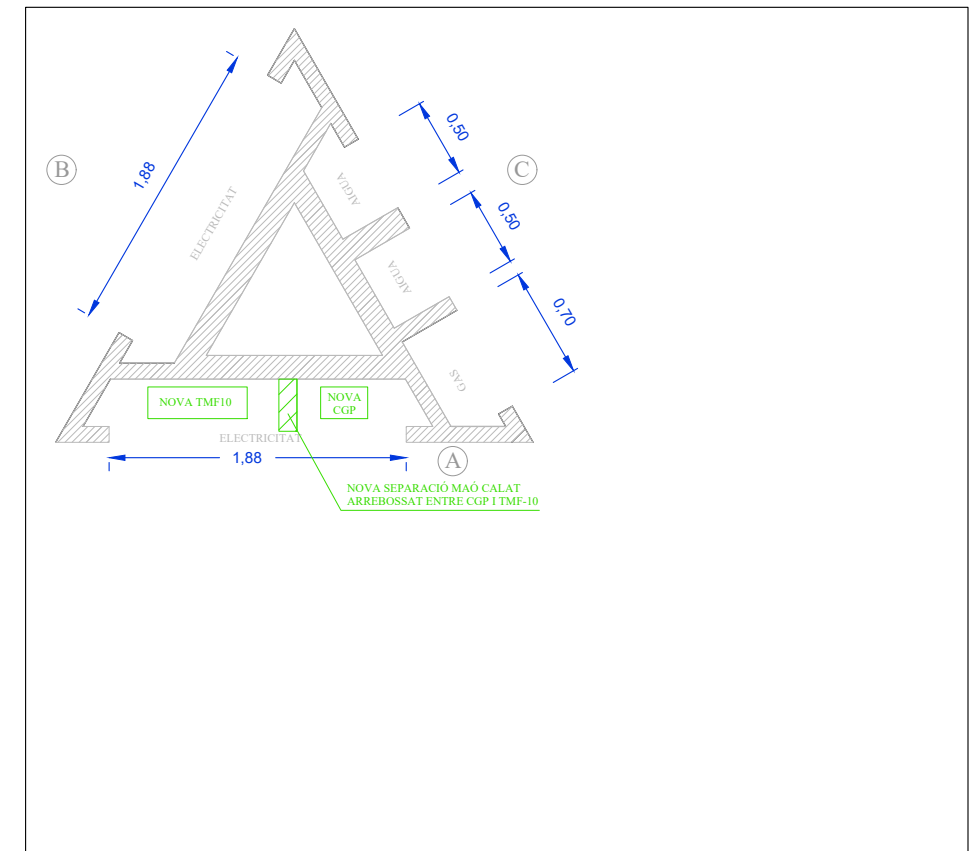 0,50
B
C
1,88
AIGUA
ELECTRICITAT
0,50
AIGUA
0,70
GAS
NOVA TMF10
NOVA
CGP
ELECTRICITAT
1,88
A
NOVA SEPARACIÓ MAÓ CALAT
ARREBOSSAT ENTRE CGP I TMF-10